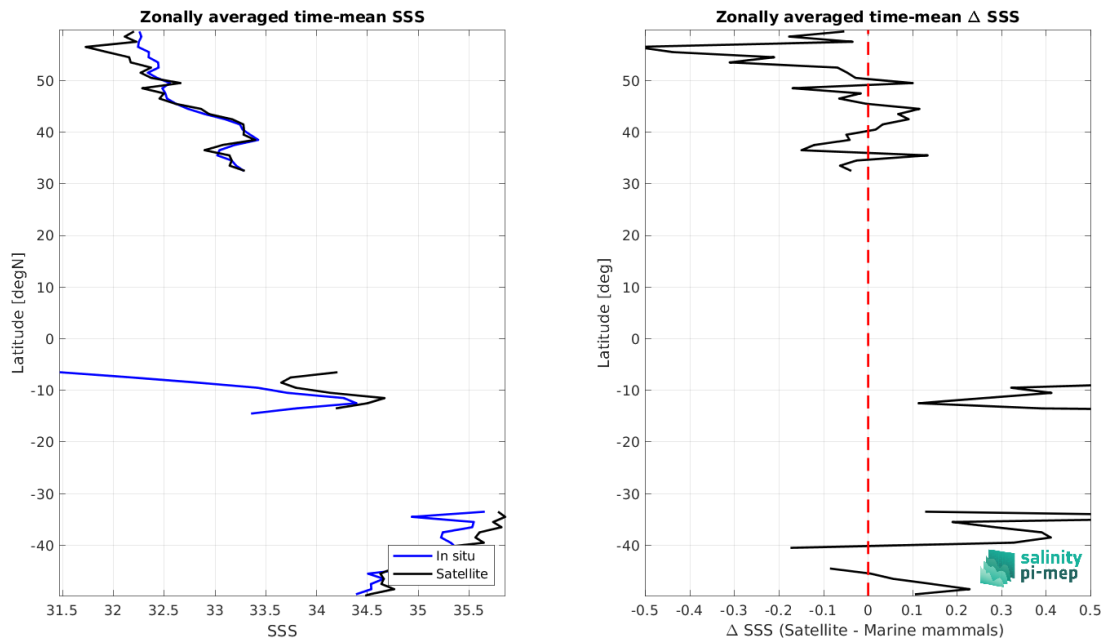 Zonally averaged time-mean SSS
50
40
30
20
10
0
-10
-20
-30
-40
Latitude [degN]
31.5 32 32.5 33 33.5 34 34.5 35 35.5
SSS
In situ
Satellite
Zonally averaged time-mean Δ SSS
50
40
30
20
10
0
-10
-20
-30
-40
Latitude [deg]
-0.5 -0.4 -0.3 -0.2 -0.1 0 0.1 0.2 0.3 0.4 0.5
Δ SSS (Satellite - Marine mammals)
salinity
pi-mep